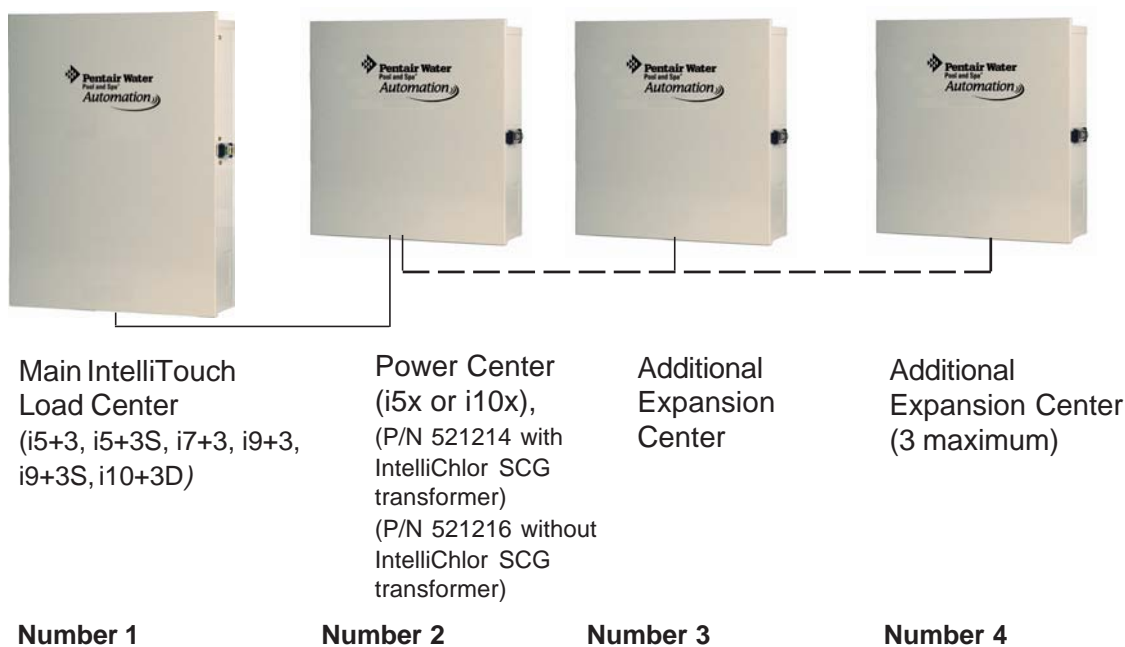 Pentair Water
Pool and Spa®
Automation
Pentair Water
Pool and Spa®
Automation
Pentair Water
Pool and Spa®
Automation
Pentair Water
Pool and Spa®
Automation
Main IntelliTouch
Load Center
(i5+3, i5+3S, i7+3, i9+3,
i9+3S, i10+3D)
Power Center
(i5x or i10x),
(P/N 521214 with
IntelliChlor SCG
transformer)
(P/N 521216 without
IntelliChlor SCG
transformer)
Additional
Expansion
Center
Additional
Expansion Center
(3 maximum)
Number 1
Number 2
Number 3
Number 4